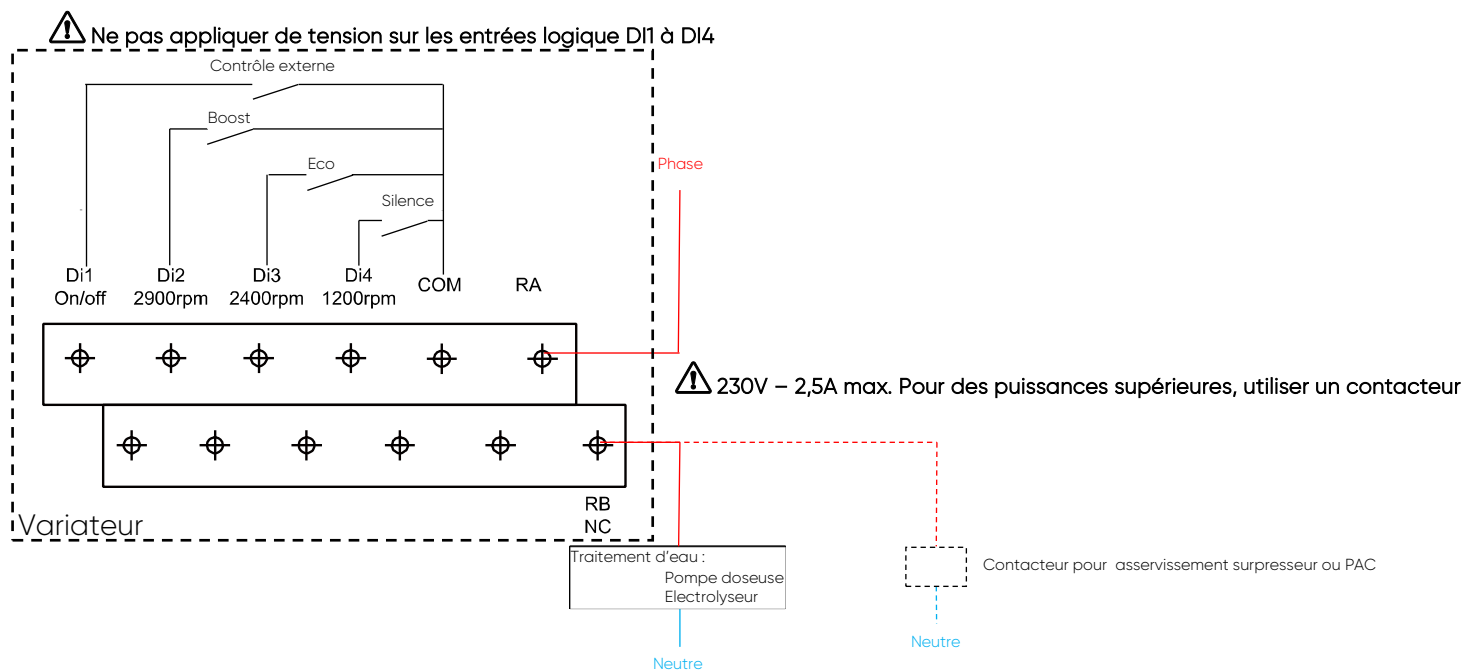 Ne pas appliquer de tension sur les entrées logique DI1 à DI4
Contrôle externe
Boost
Eco
Silence
Phase
Di1
On/off
Di2
2900rpm
Di3
2400rpm
Di4
1200rpm
COM
RA
230V – 2,5A max. Pour des puissances supérieures, utiliser un contacteur
RB
NC
Variateur
Traitement d'eau :
Pompe doseuse
Electrolyseur
Contacteur pour asservissement surpresseur ou PAC
Neutre
Neutre